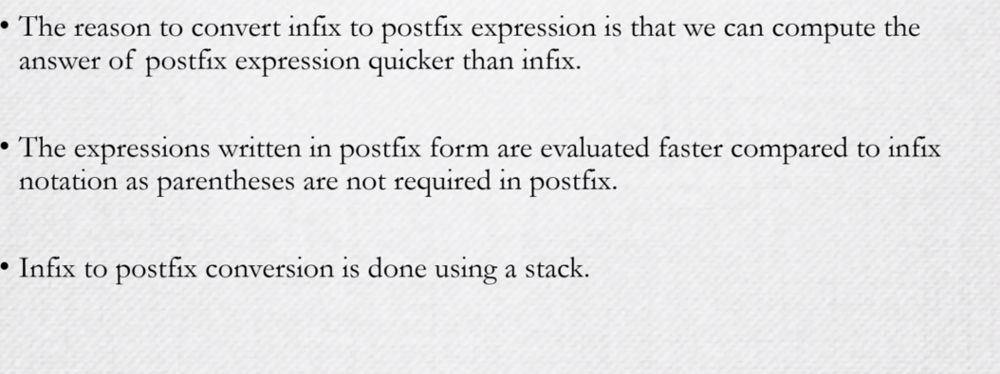 • The reason to convert infix to postfix expression is that we can compute the
answer of postfix expression quicker than infix.
• The expressions written in postfix form are evaluated faster compared to infix
notation as parentheses are not required in postfix.
• Infix to postfix conversion is done using a stack.